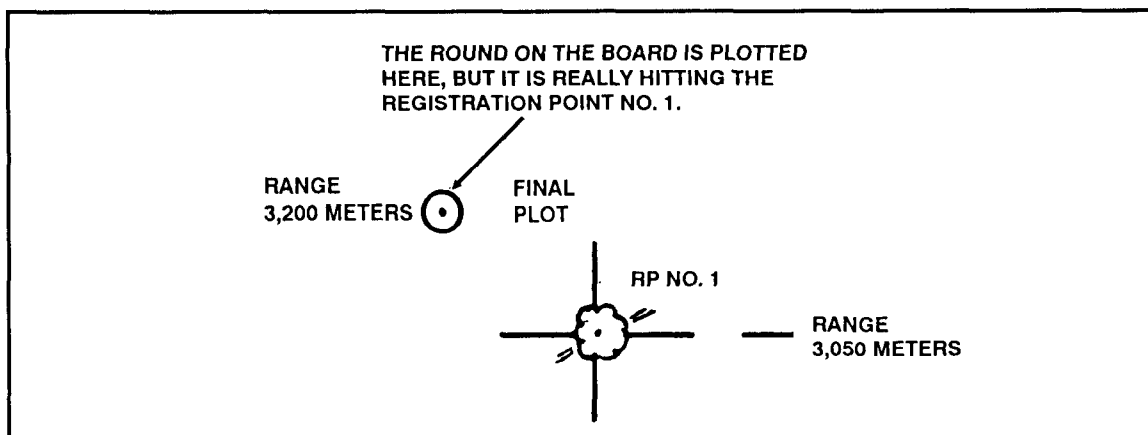 THE ROUND ON THE BOARD IS PLOTTED
HERE, BUT IT IS REALLY HITTING THE
REGISTRATION POINT NO. 1.
RANGE
3,200 METERS
FINAL
PLOT
RP NO. 1
RANGE
3,050 METERS